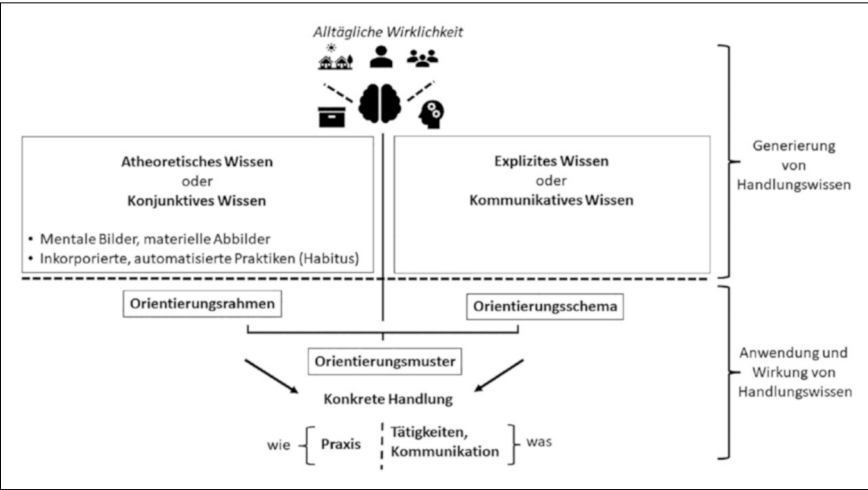 Alltägliche Wirklichkeit
Atheoretisches Wissen
oder
Konjunktives Wissen
• Mentale Bilder, materielle Abbilder
• Inkorporierte, automatisierte Praktiken (Habitus)
Explizites Wissen
oder
Kommunikatives Wissen
Generierung
von
Handlungswissen
Orientierungsrahmen
Orientierungsschema
Orientierungsmuster
Konkrete Handlung
wie
Praxis
Tätigkeiten,
Kommunikation
was
Anwendung und
Wirkung von
Handlungswissen